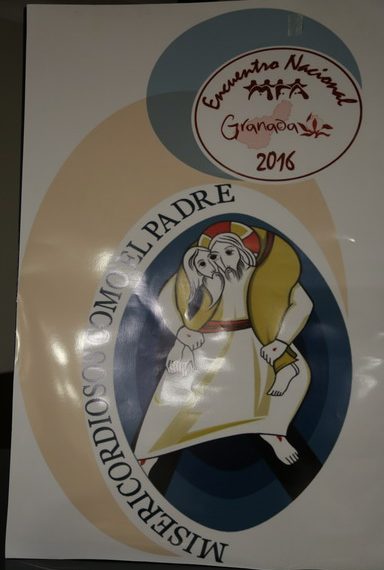 Encuentro Nacional
MFA
Granada
2016
MISERICORDIOSOS COMO EL PADRE